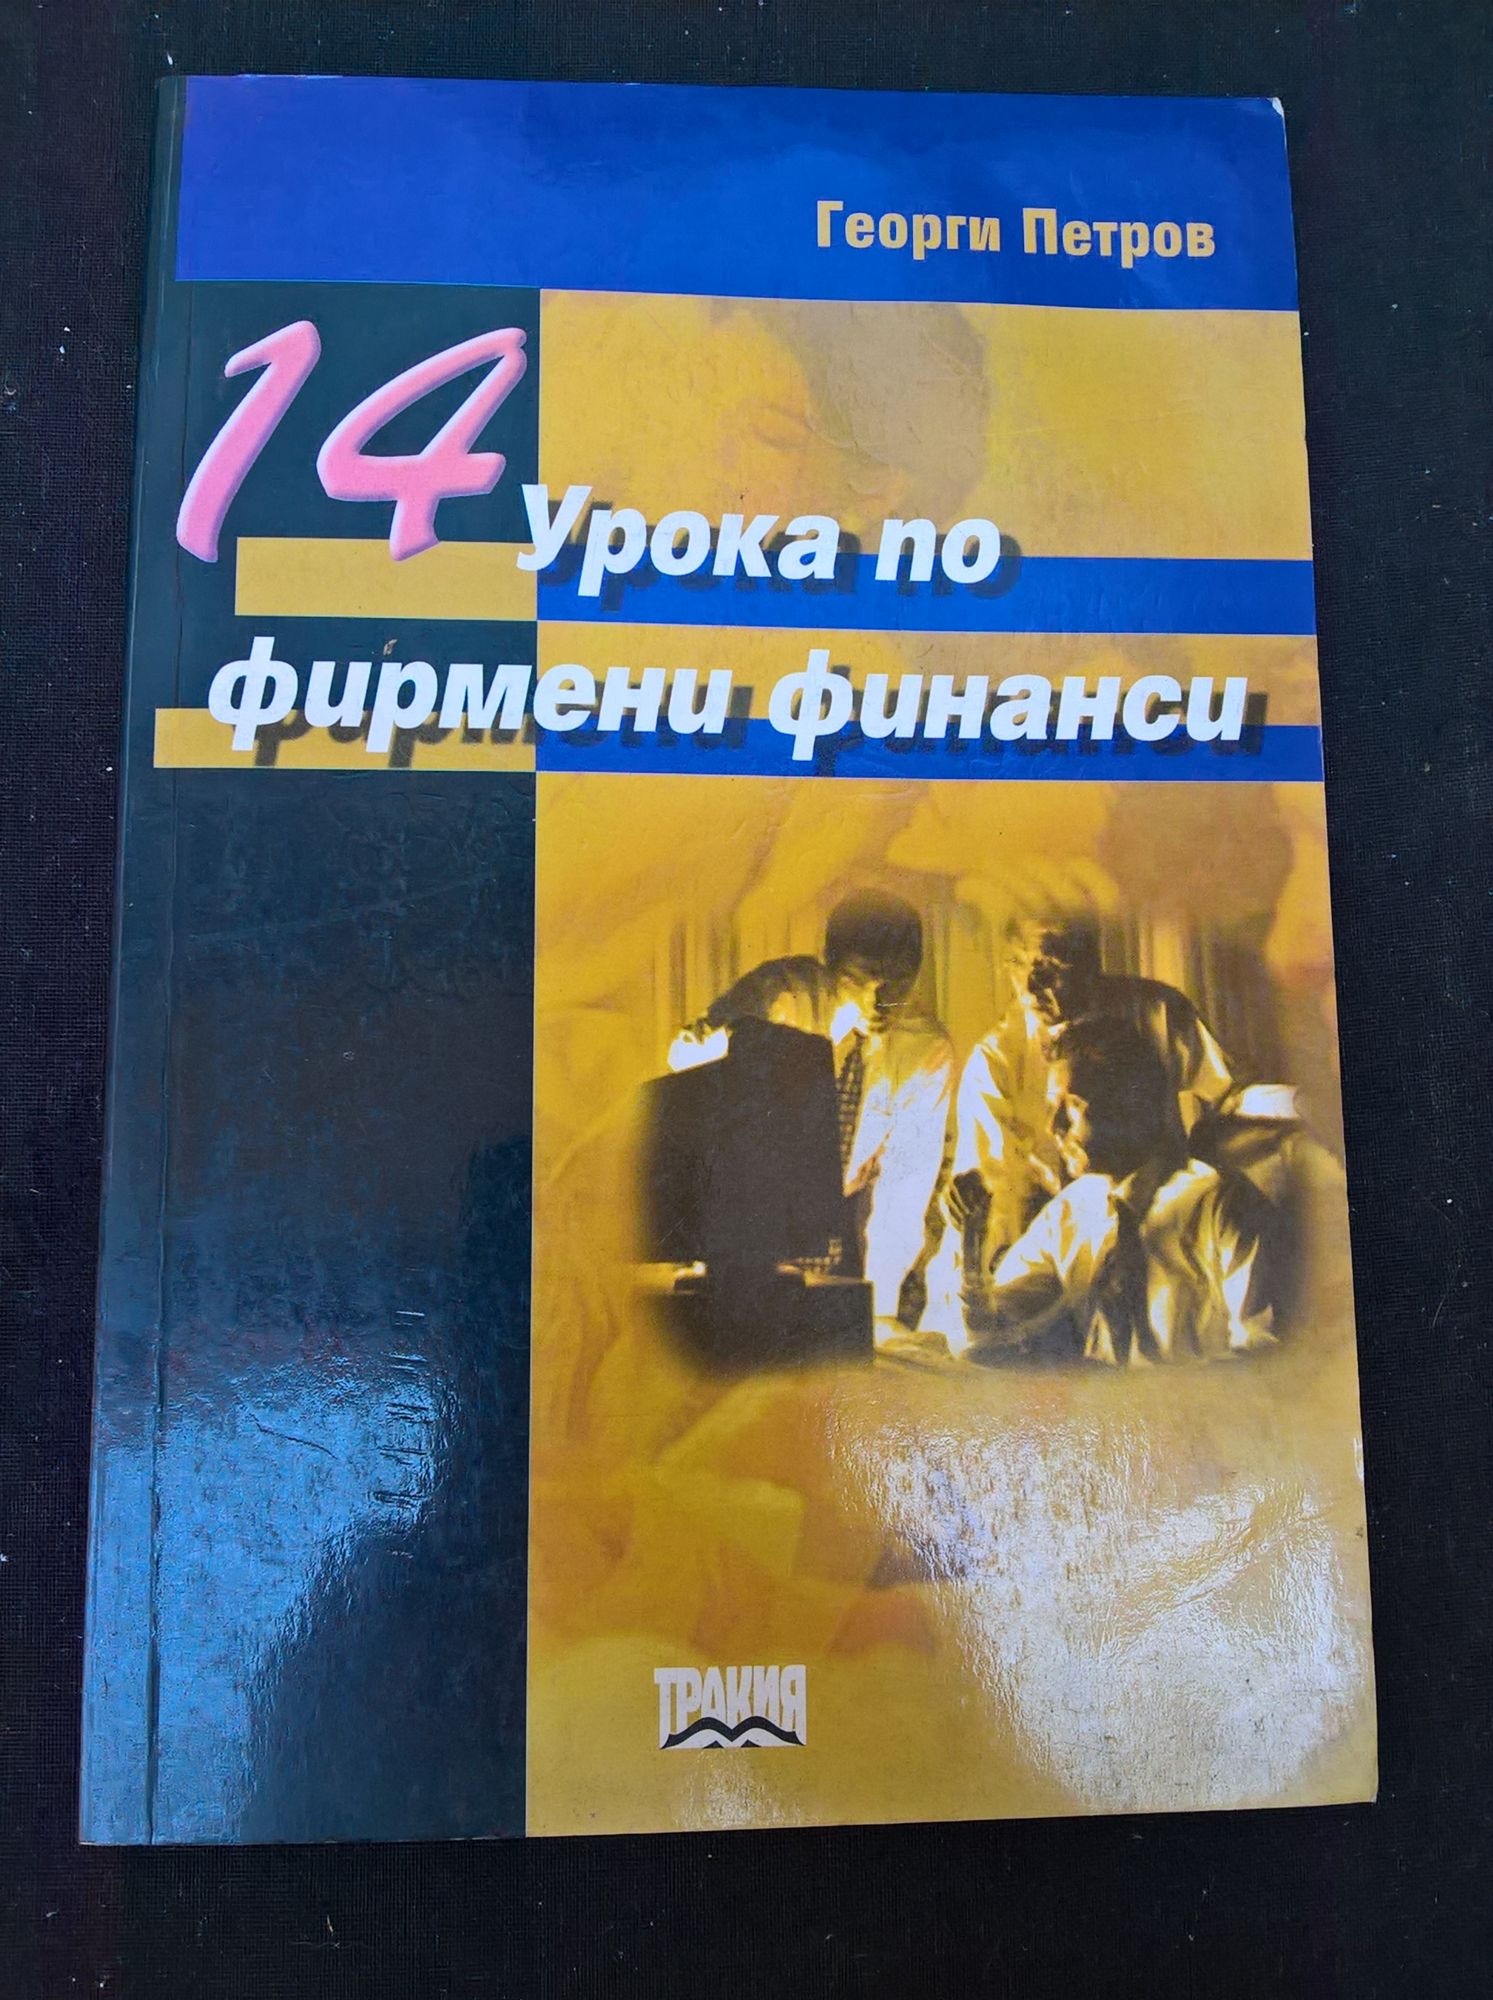 Георги Петров
14 Урока по
фирмени финанси
ТРАКИЯ